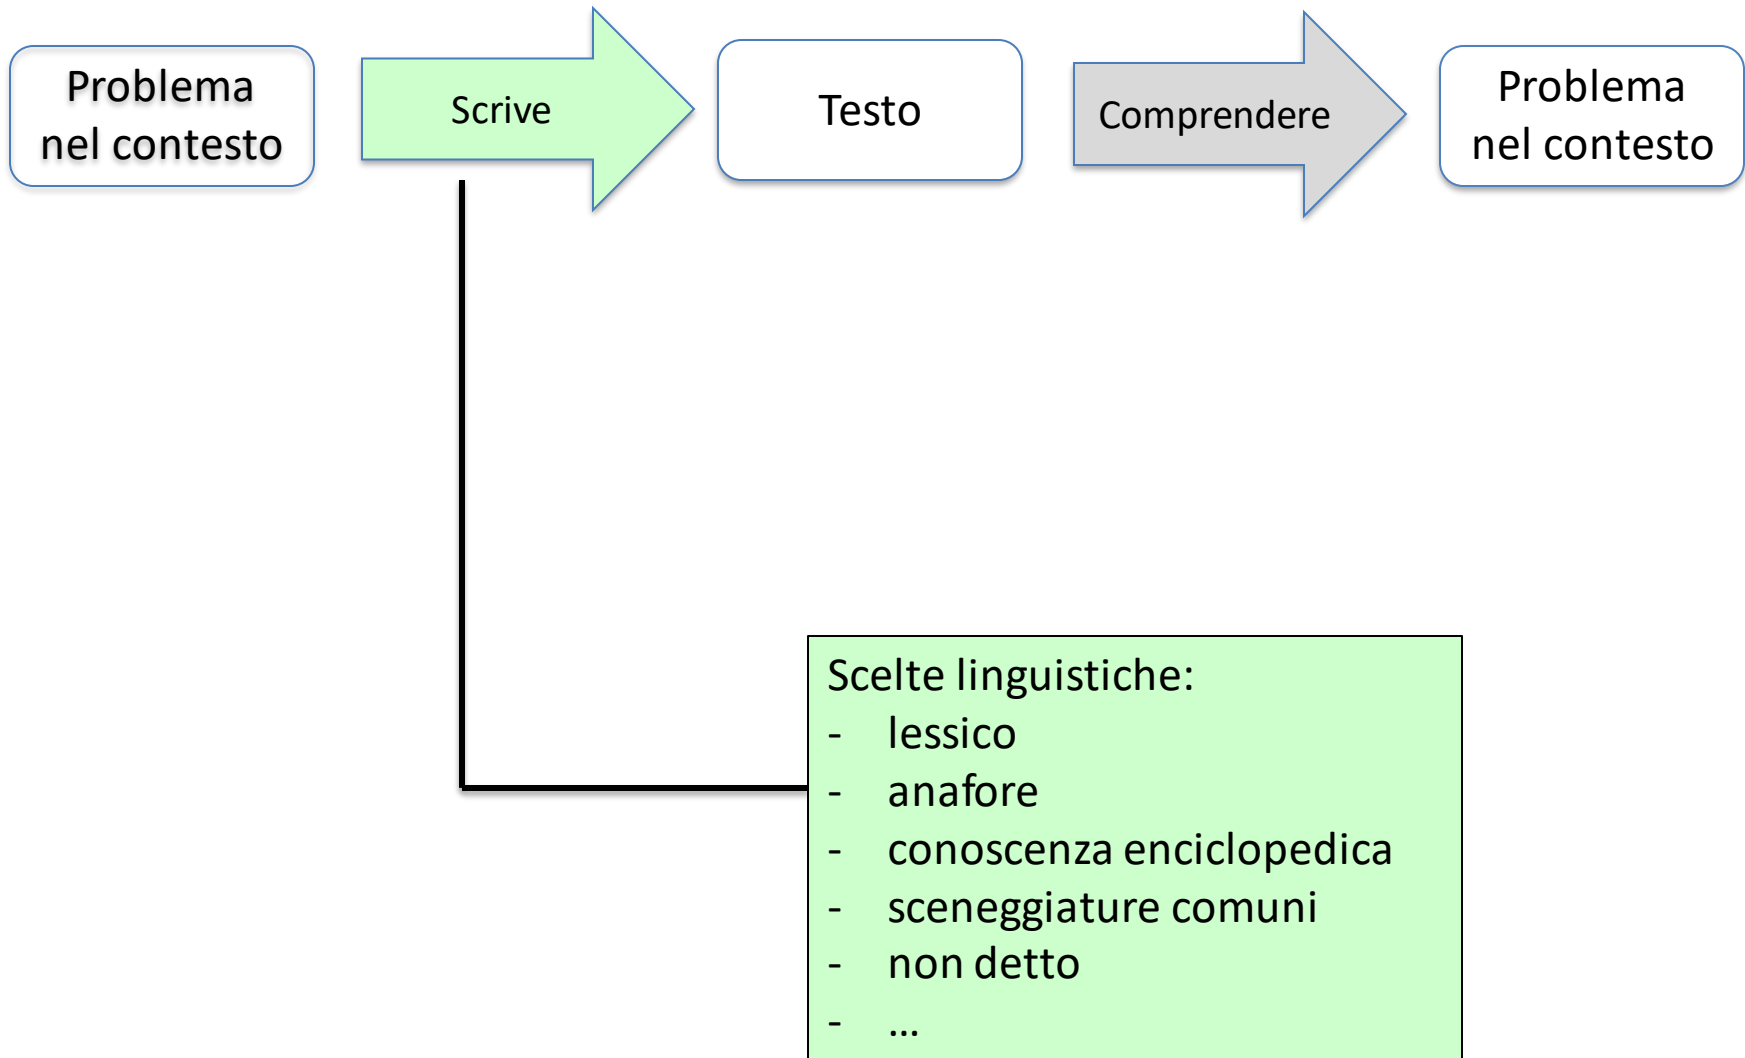 Problema
nel contesto
Scrive
Testo
Comprendere
Problema
nel contesto
Scelte linguistiche:
- lessico
- anafore
- conoscenza enciclopedica
- sceneggiature comuni
- non detto
- …